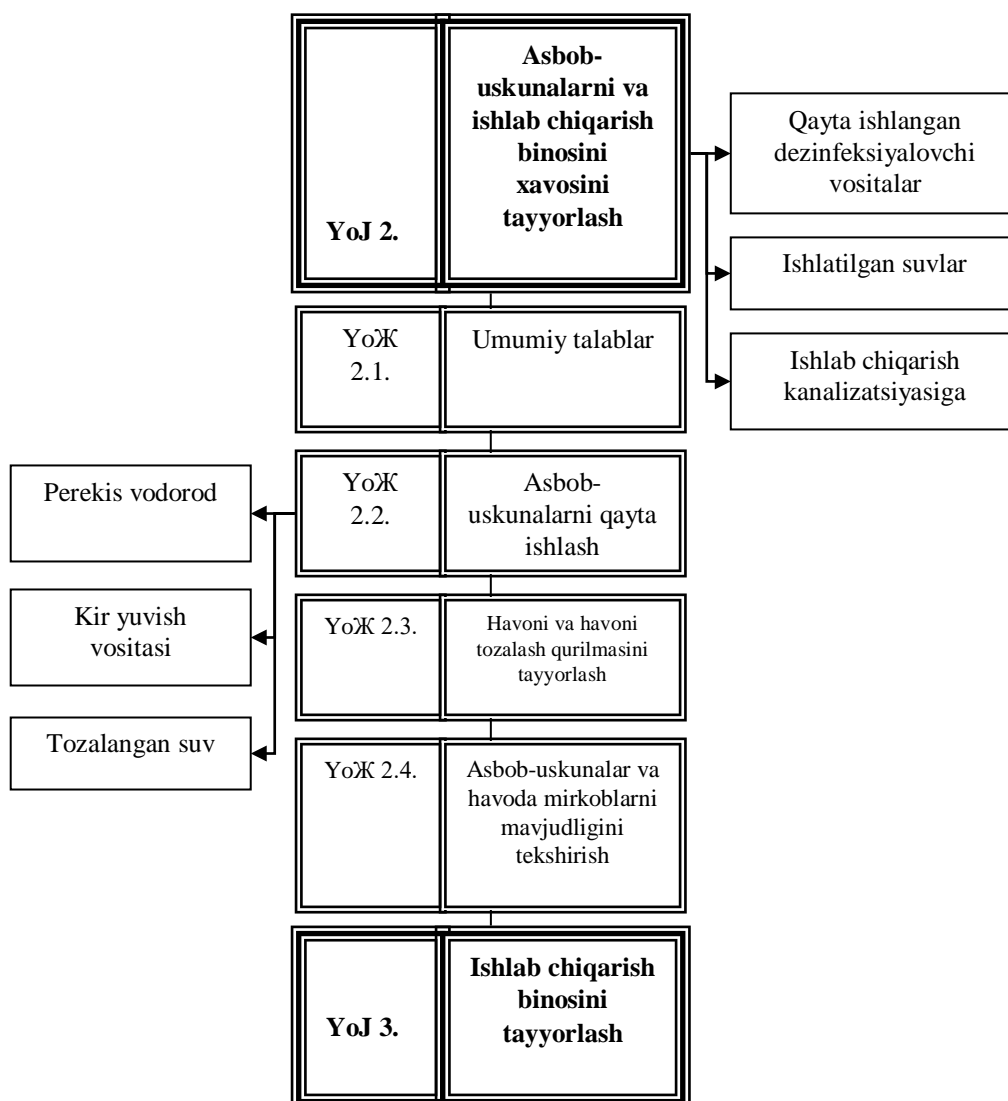 Asbob-
uskunalarni va
ishlab chiqarish
binosini
xavosini
tayyorlash
YoJ 2.
Qayta ishlangan
dezinfeksiyalovchi
vositalar
Ishlatilgan suvlar
Ishlab chiqarish
kanalizatsiyasiga
YoЖ
2.1.
Umumiy talablar
YoЖ
2.2.
Asbob-
uskunalarni qayta
ishlash
Perekis vodorod
Kir yuvish
vositasi
Tozalangan suv
YoЖ 2.3.
Havoni va havoni
tozalash qurilmasini
tayyorlash
YoЖ 2.4.
Asbob-uskunalar va
havoda mirkoblarni
mavjudligini
tekshirish
YoJ 3.
Ishlab chiqarish
binosini
tayyorlash